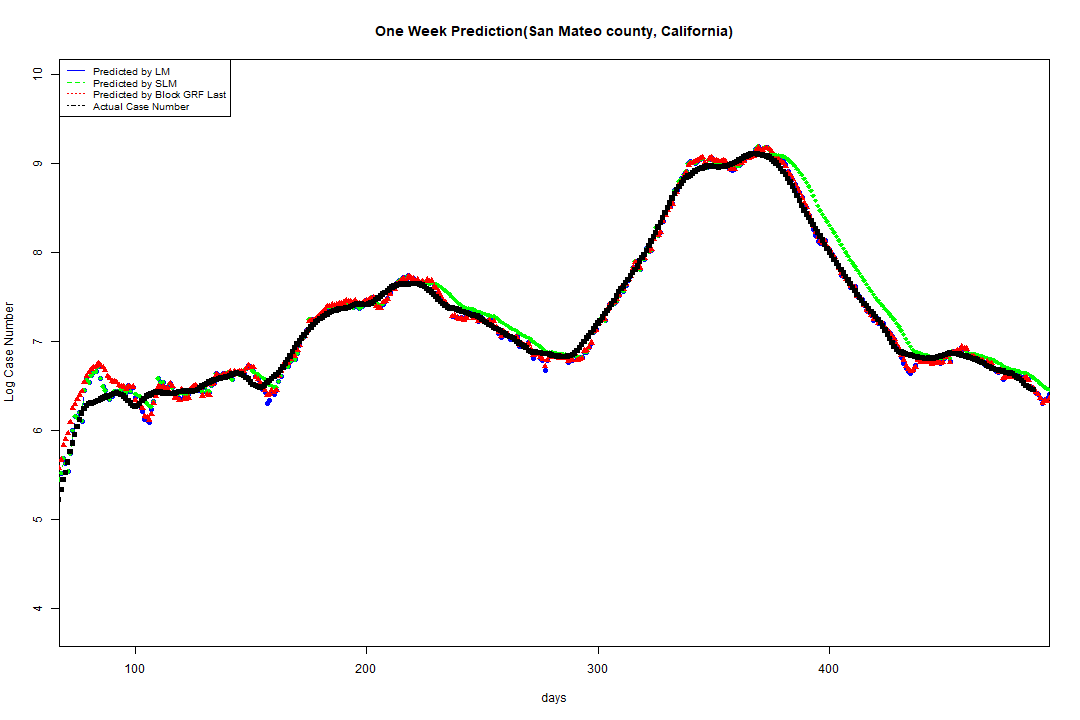 One Week Prediction(San Mateo county, California)
Predicted by LM
Predicted by SLM
Predicted by Block GRF Last
Actual Case Number
10
9
8
7
6
5
4
Log Case Number
100 200 300 400
days